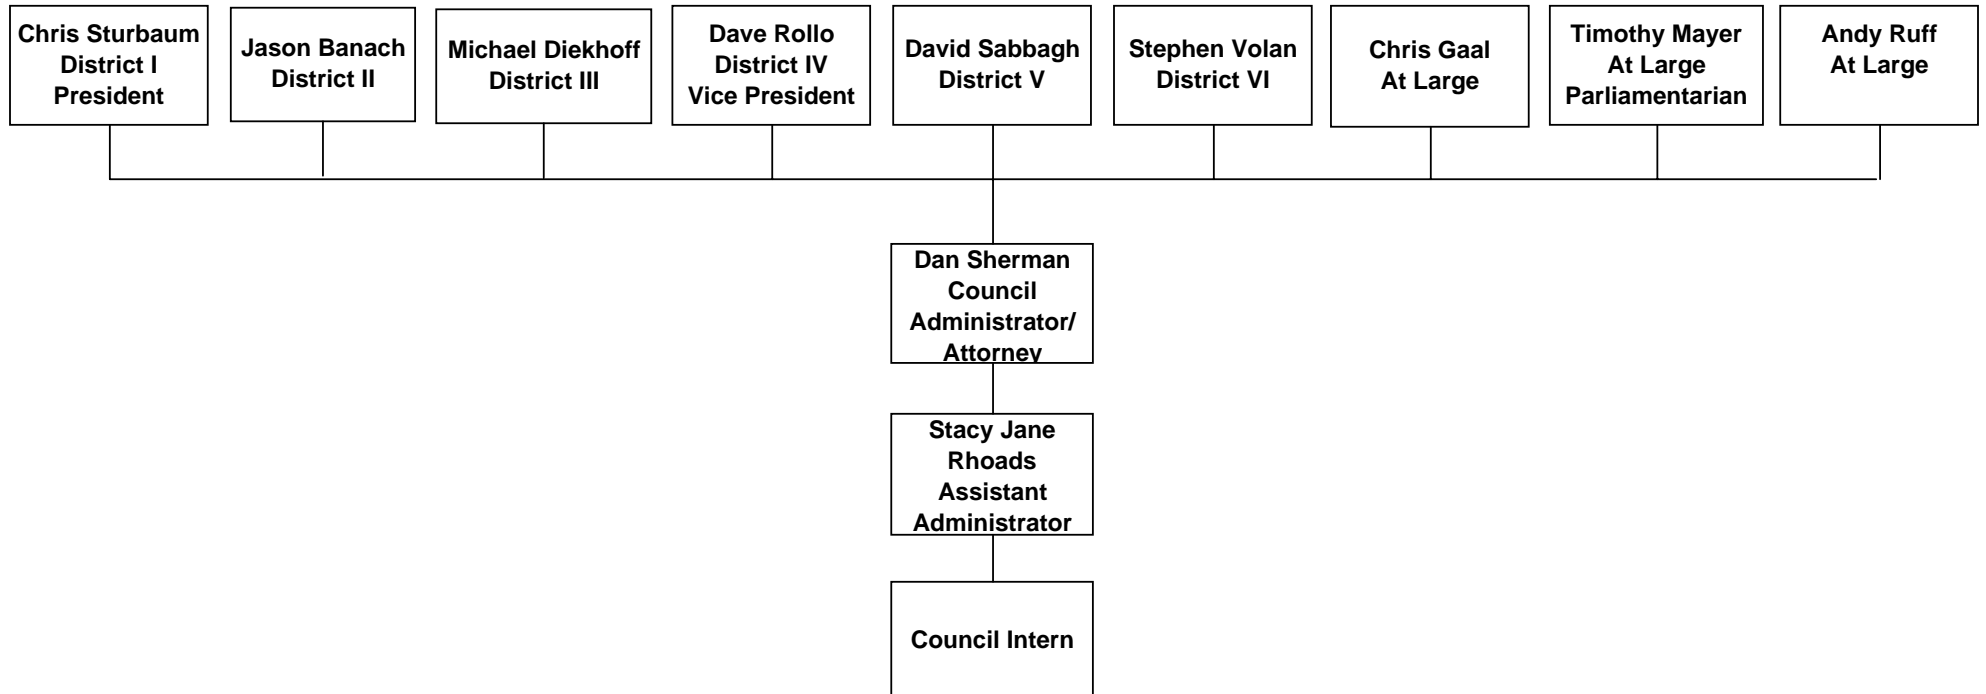 Chris Sturbaum
District I
President
Jason Banach
District II
Michael Diekhoff
District III
Dave Rollo
District IV
Vice President
David Sabbagh
District V
Stephen Volan
District VI
Chris Gaal
At Large
Timothy Mayer
At Large
Parliamentarian
Andy Ruff
At Large
Dan Sherman
Council
Administrator/
Attorney
Stacy Jane
Rhoads
Assistant
Administrator
Council Intern